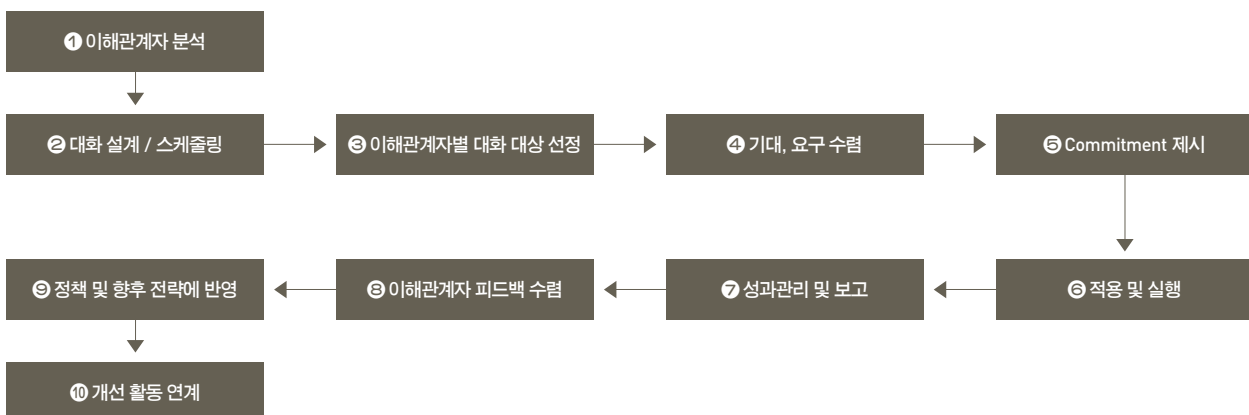 ❶ 이해관계자 분석
❷ 대화 설계 / 스케줄링
❸ 이해관계자별 대화 대상 선정
❹ 기대, 요구 수렴
❺ Commitment 제시
❻ 적용 및 실행
❼ 성과관리 및 보고
❽ 이해관계자 피드백 수렴
❾ 정책 및 향후 전략에 반영
❿ 개선 활동 연계